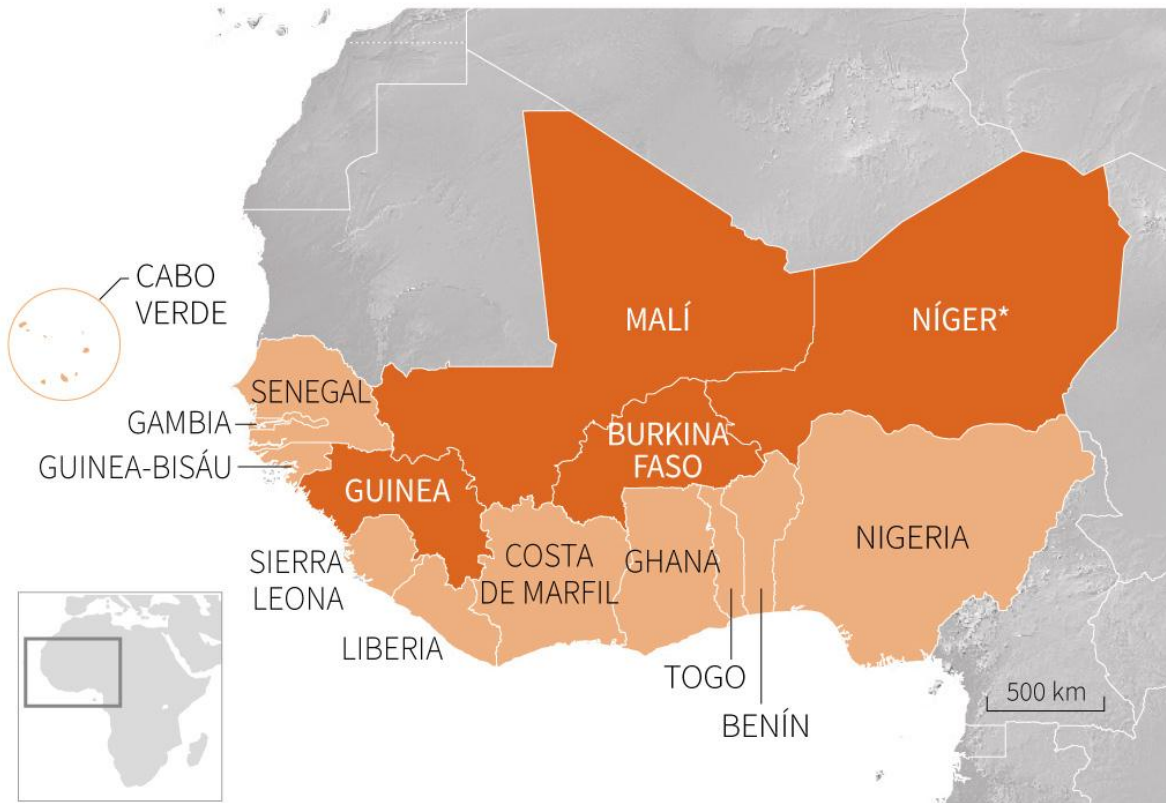 CABO
VERDE
MALÍ
NÍGER*
SENEGAL
GAMBIA
BURKINA
FASO
GUINEA-BISÁU
GUINEA
NIGERIA
COSTA
DE MARFIL
GHANA
SIERRA
LEONA
LIBERIA
TOGO
500 km
BENÍN